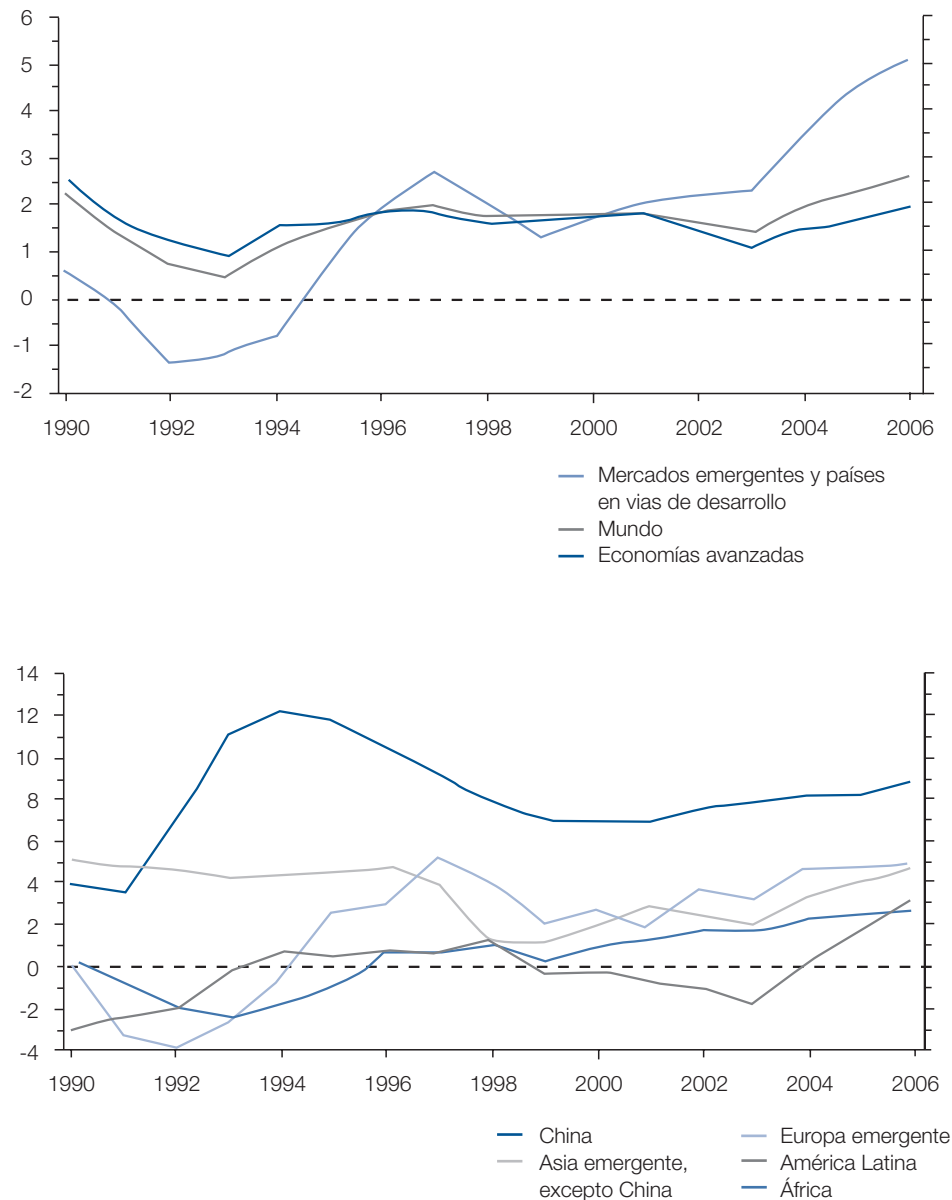 6
5
4
3
2
1
0
-1
-2
1990 1992 1994 1996 1998 2000 2002 2004 2006
Mercados emergentes y países
en vias de desarrollo
Mundo
Economías avanzadas
14
12
10
8
6
4
2
0
-2
-4
1990 1992 1994 1996 1998 2000 2002 2004 2006
China
Asia emergente,
excepto China
Europa emergente
América Latina
África